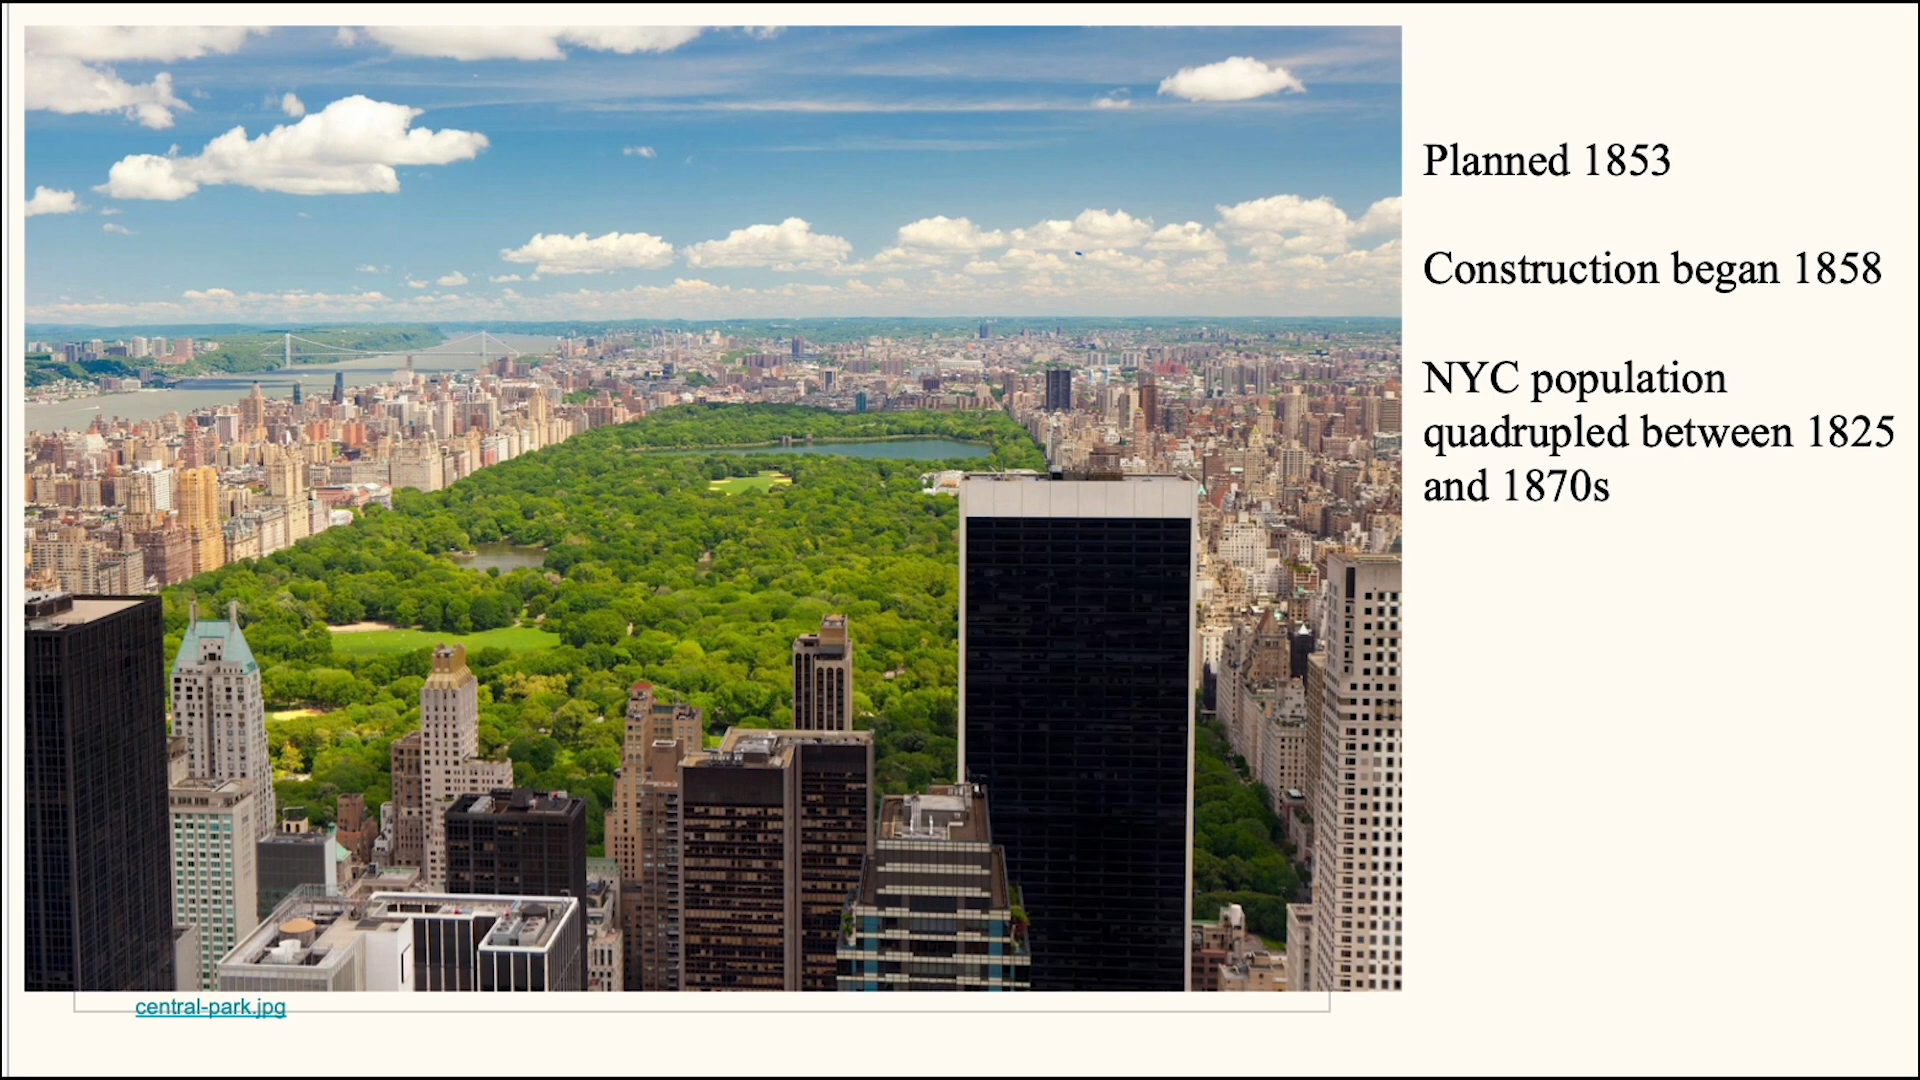 Planned 1853
Construction began 1858
NYC population
quadrupled between 1825
and 1870s
central-park.jpg